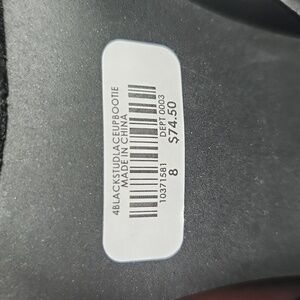 4BLACKSTUDLACEUPBOOTIE
MADE IN CHINA
DEPT 0003
10371581
8
$74.50